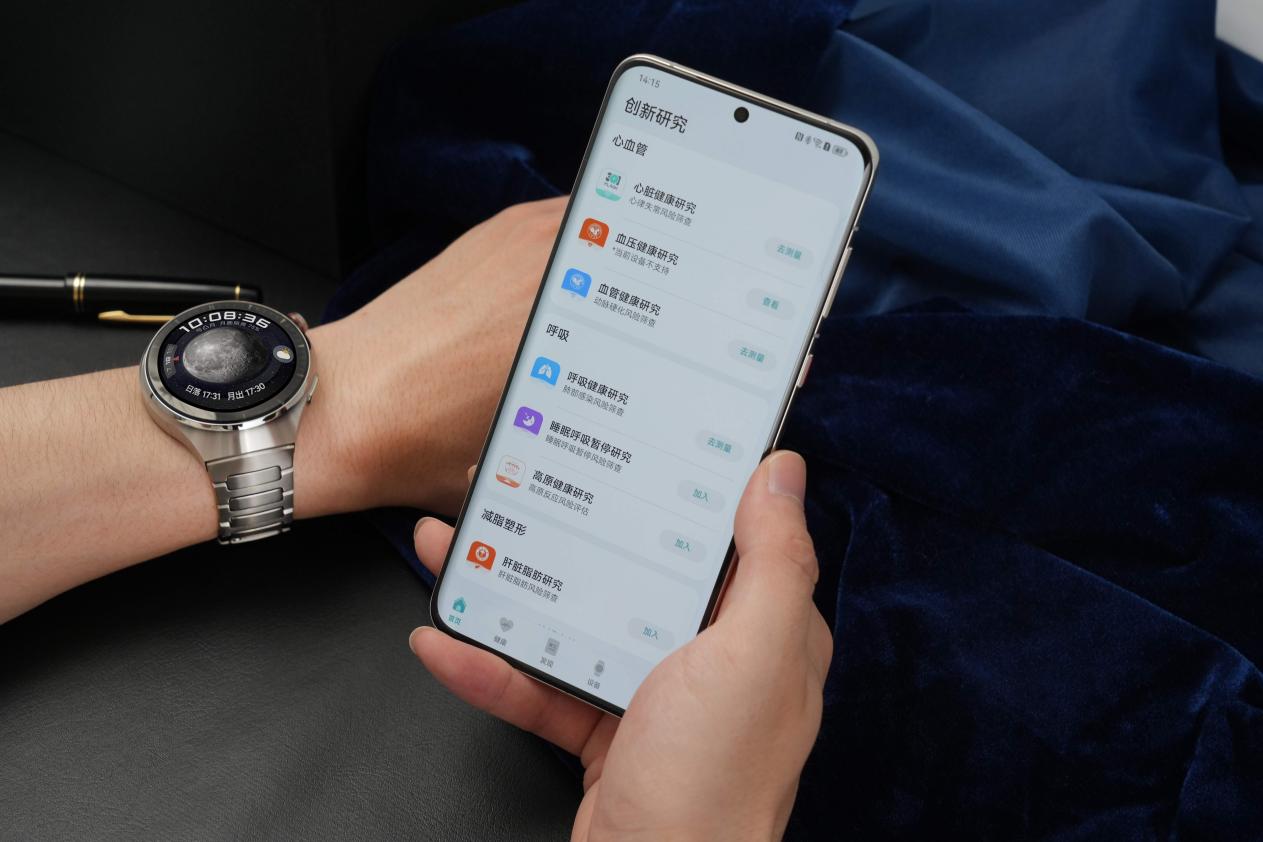 10:08:36
日落 17:31 月出 17:30
14:15
创新研究
心血管
心脏健康研究
心律失常风险筛查
去测量
血压健康研究
*当前设备不支持
查看
血管健康研究
动脉硬化风险筛查
去测量
呼吸
呼吸健康研究
肺部感染风险筛查
去测量
睡眠呼吸暂停研究
睡眠呼吸暂停风险筛查
加入
高原健康研究
高原反应风险评估
加入
减脂塑形
肝脏脂肪研究
肝脏脂肪风险筛查
加入
首页
健康
发现
设备